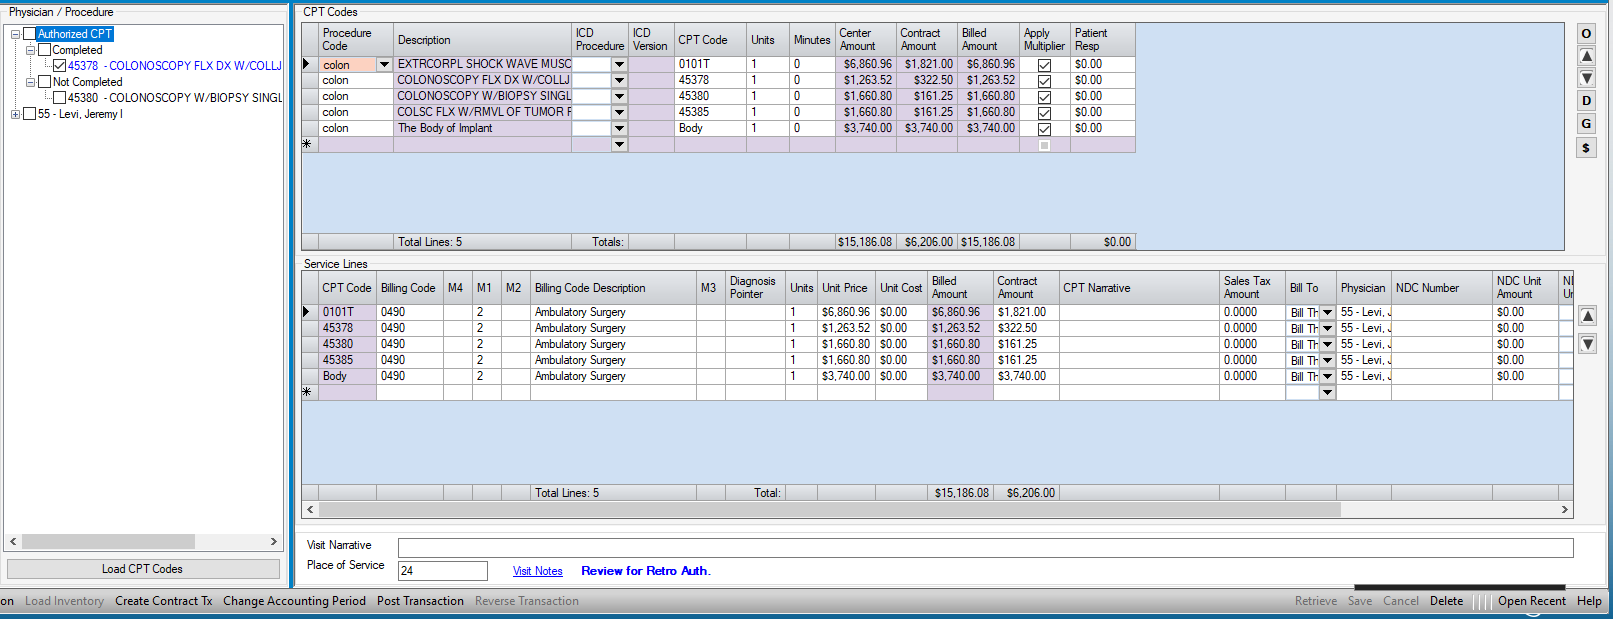 Physician / Procedure
Authorized CPT
Completed
45378 - COLONOSCOPY FLX DX W/COLLJ
Not Completed
45380 - COLONOSCOPY W/BIOPSY SINGL
55 - Levi, Jeremy I
Load CPT Codes
CPT Codes
Procedure Code Description ICD Procedure ICD Version CPT Code Units Minutes Center Amount Contract Amount Billed Amount Apply Multiplier Patient Resp
colon EXTRCORPL SHOCK WAVE MUSC 0101T 1 0 $6,860.96 $1,821.00 $6,860.96 $0.00
colon COLONOSCOPY FLX DX W/COLLJ 45378 1 0 $1,263.52 $322.50 $1,263.52 $0.00
colon COLONOSCOPY W/BIOPSY SINGL 45380 1 0 $1,660.80 $161.25 $1,660.80 $0.00
colon COLSC FLX W/RMVL OF TUMOR F 45385 1 0 $1,660.80 $161.25 $1,660.80 $0.00
colon The Body of Implant Body 1 0 $3,740.00 $3,740.00 $3,740.00 $0.00
Total Lines: 5 Totals: $15,186.08 $6,206.00 $15,186.08 $0.00
O
D
G
$
Service Lines
CPT Code Billing Code M4 M1 M2 Billing Code Description M3 Diagnosis Pointer Units Unit Price Unit Cost Billed Amount Contract Amount CPT Narrative Sales Tax Amount Bill To Physician NDC Number NDC Unit Amount
0101T 0490 2 Ambulatory Surgery 1 $6,860.96 $0.00 $6,860.96 $1,821.00 0.0000 Bill Th 55 - Levi, J $0.00
45378 0490 2 Ambulatory Surgery 1 $1,263.52 $0.00 $1,263.52 $322.50 0.0000 Bill Th 55 - Levi, J $0.00
45380 0490 2 Ambulatory Surgery 1 $1,660.80 $0.00 $1,660.80 $161.25 0.0000 Bill Th 55 - Levi, J $0.00
45385 0490 2 Ambulatory Surgery 1 $1,660.80 $0.00 $1,660.80 $161.25 0.0000 Bill Th 55 - Levi, J $0.00
Body 0490 2 Ambulatory Surgery 1 $3,740.00 $0.00 $3,740.00 $3,740.00 0.0000 Bill Th 55 - Levi, J $0.00
Total Lines: 5 Total: $15,186.08 $6,206.00
Visit Narrative
Place of Service 24 Visit Notes Review for Retro Auth.
on Load Inventory Create Contract Tx Change Accounting Period Post Transaction Reverse Transaction Retrieve Save Cancel Delete Open Recent Help